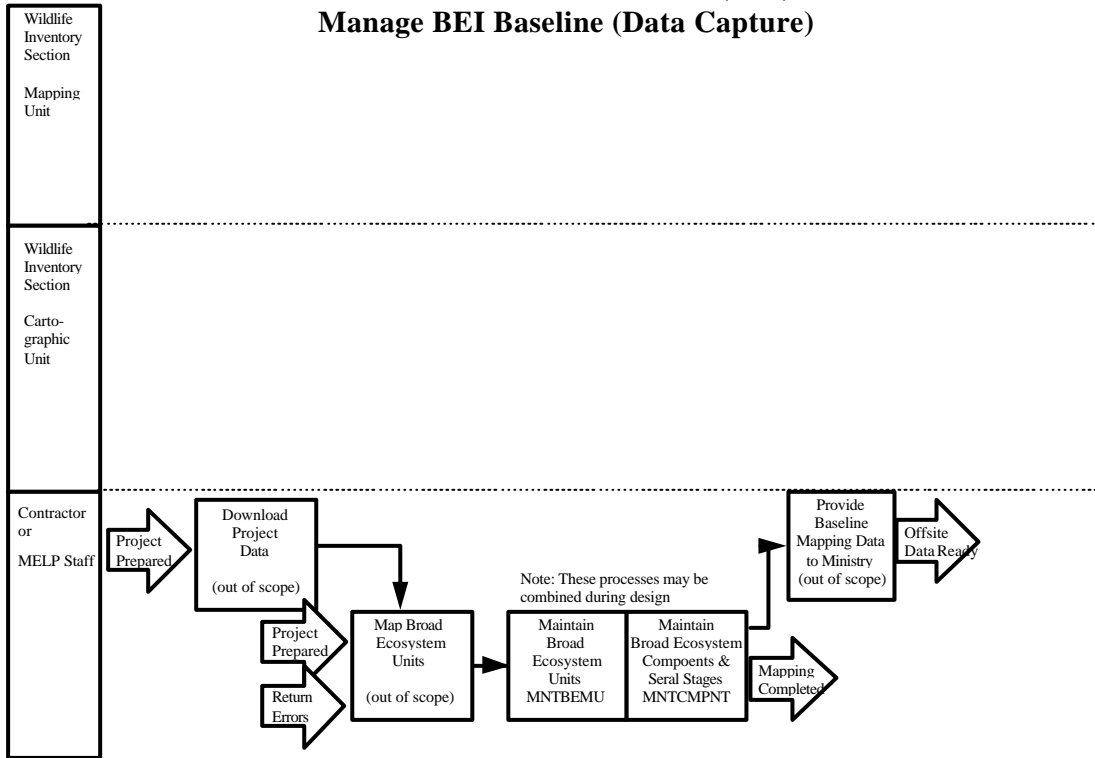 Manage BEI Baseline (Data Capture)
Wildlife
Inventory
Section
Mapping
Unit
Wildlife
Inventory
Section
Carto-
graphic
Unit
Contractor
or
MELP Staff
Project
Prepared
Download
Project
Data
(out of scope)
Project
Prepared
Return
Errors
Map Broad
Ecosystem
Units
(out of scope)
Note: These processes may be
combined during design
Maintain
Broad
Ecosystem
Units
MNTBEMU
Maintain
Broad Ecosystem
Compoents &
Seral Stages
MNTCMPNT
Provide
Baseline
Mapping Data
to Ministry
(out of scope)
Offsite
Data Ready
Mapping
Completed